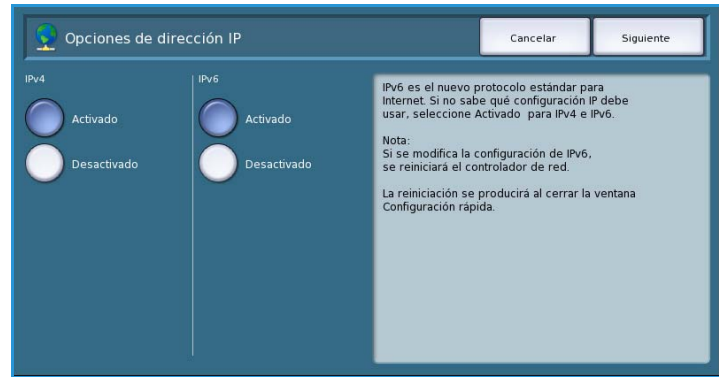 Opciones de dirección IP
Cancelar
Siguiente
IPv4
IPv6
Activado
Activado
Desactivado
Desactivado
IPv6 es el nuevo protocolo estándar para
Internet. Si no sabe qué configuración IP debe
usar, seleccione Activado para IPv4 e IPv6.
Nota:
Si se modifica la configuración de IPv6,
se reiniciará el controlador de red.
La reiniciación se producirá al cerrar la ventana
Configuración rápida.